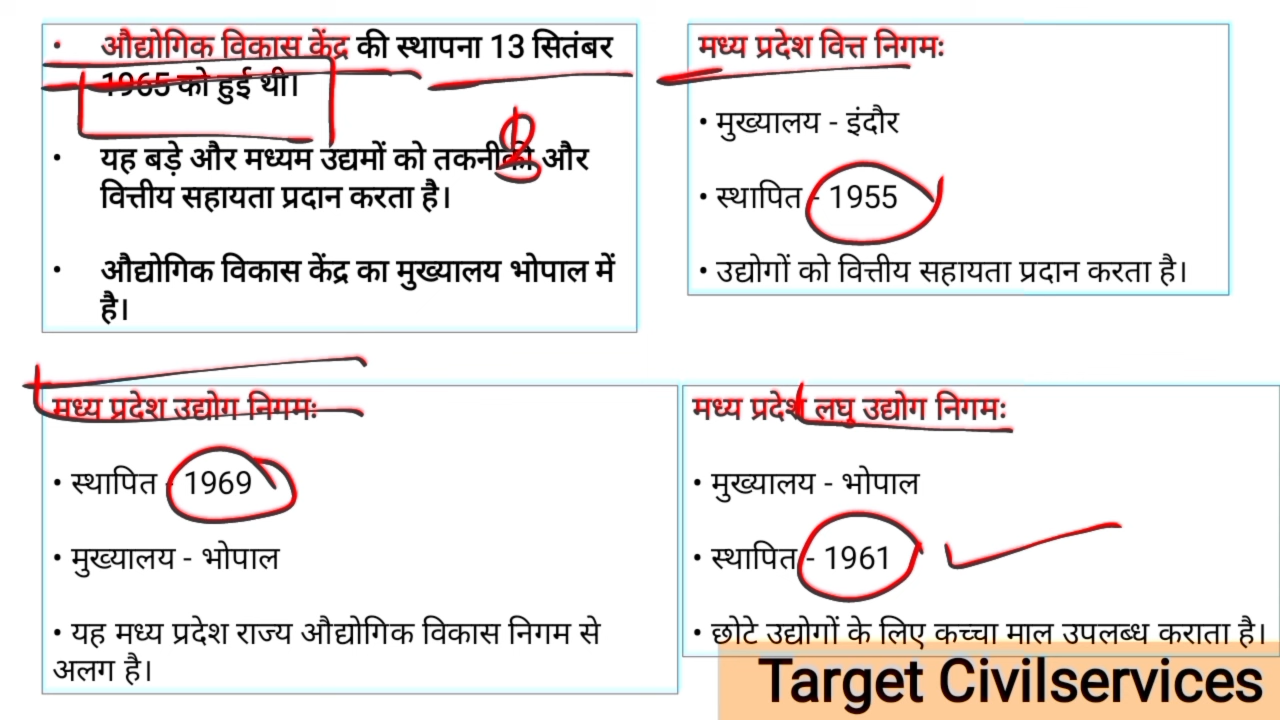 • औद्योगिक विकास केंद्र की स्थापना 13 सितंबर
1965 को हुई थी।
• यह बड़े और मध्यम उद्यमों को तकनीकी और
वित्तीय सहायता प्रदान करता है।
• औद्योगिक विकास केंद्र का मुख्यालय भोपाल में
है।
मध्य प्रदेश वित्त निगमः
• मुख्यालय - इंदौर
• स्थापित - 1955
• उद्योगों को वित्तीय सहायता प्रदान करता है।
मध्य प्रदेश उद्योग निगमः
• स्थापित - 1969
• मुख्यालय - भोपाल
• यह मध्य प्रदेश राज्य औद्योगिक विकास निगम से
अलग है।
मध्य प्रदेश लघु उद्योग निगमः
• मुख्यालय - भोपाल
• स्थापित - 1961
• छोटे उद्योगों के लिए कच्चा माल उपलब्ध कराता है।
Target Civilservices